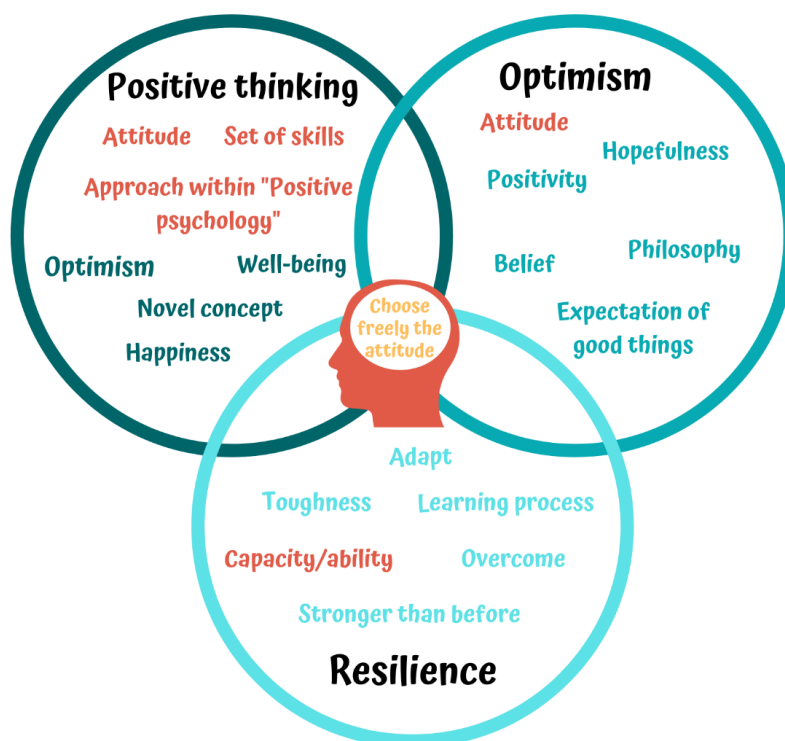 Positive thinking
Attitude
Set of skills
Approach within "Positive
psychology"
Optimism
Well-being
Novel concept
Happiness
Optimism
Attitude
Hopefulness
Positivity
Belief
Philosophy
Expectation of
good things
Choose
freely the
attitude
Adapt
Toughness
Learning process
Capacity/ability
Overcome
Stronger than before
Resilience